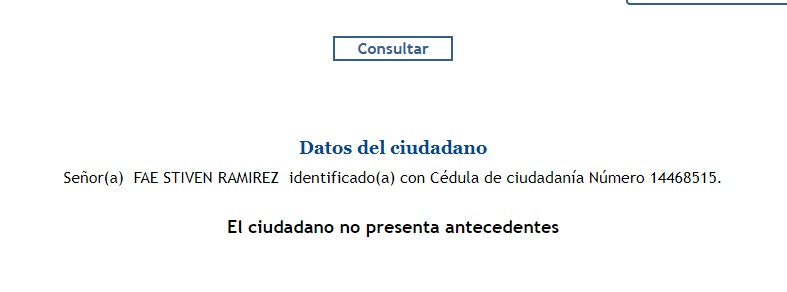 Consultar
Datos del ciudadano
Señor(a) FAE STIVEN RAMIREZ identificado(a) con Cédula de ciudadanía Número 14468515.
El ciudadano no presenta antecedentes